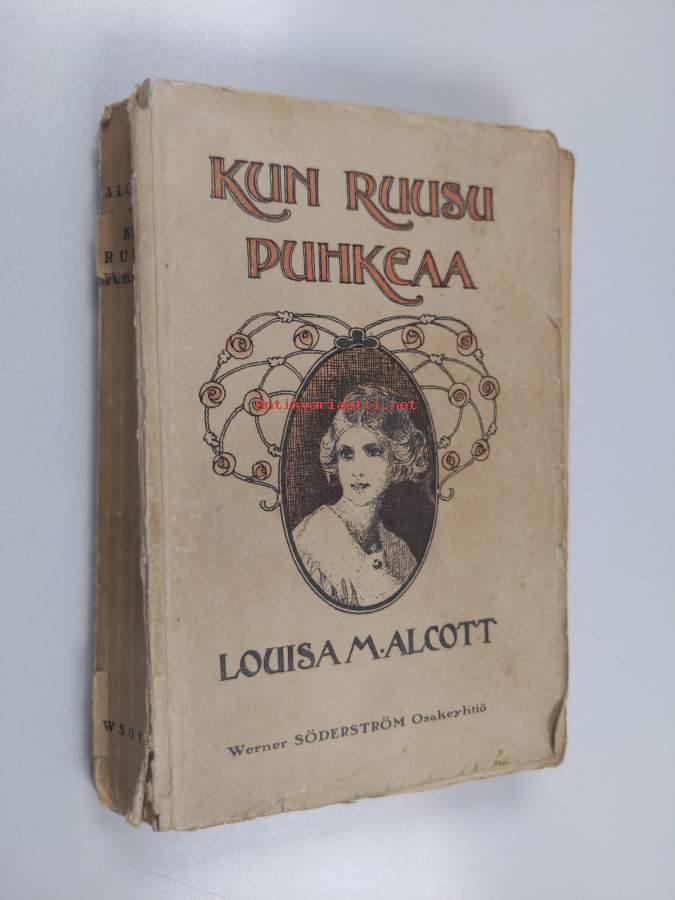 KUN RUUSU
PUHKEAA
antikvariaatti.net
LOUISA M. ALCOTT
Werner SÖDERSTRÖM Osakeyhtiö